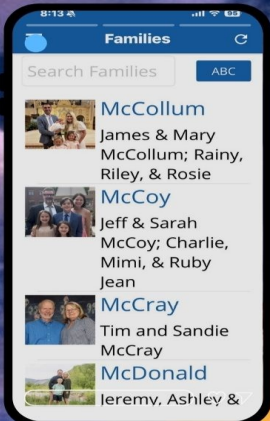 8:13
Families
Search Families
ABC
McCollum
James & Mary
McCollum; Rainy,
Riley, & Rosie
McCoy
Jeff & Sarah
McCoy; Charlie,
Mimi, & Ruby
Jean
McCray
Tim and Sandie
McCray
McDonald
Jeremy, Ashley &